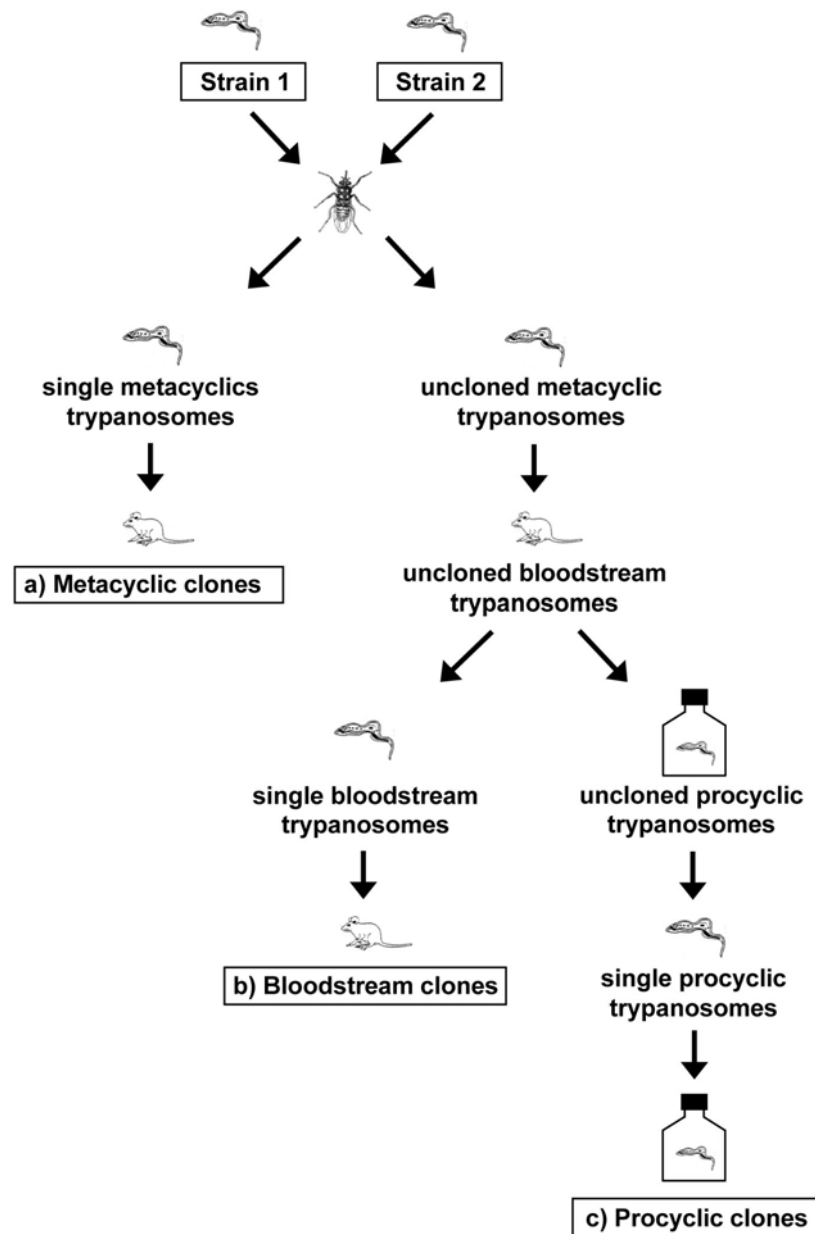 Strain 1
Strain 2
single metacyclics
trypanosomes
uncloned metacyclic
trypanosomes
a) Metacyclic clones
uncloned bloodstream
trypanosomes
single bloodstream
trypanosomes
uncloned procyclic
trypanosomes
b) Bloodstream clones
single procyclic
trypanosomes
c) Procyclic clones